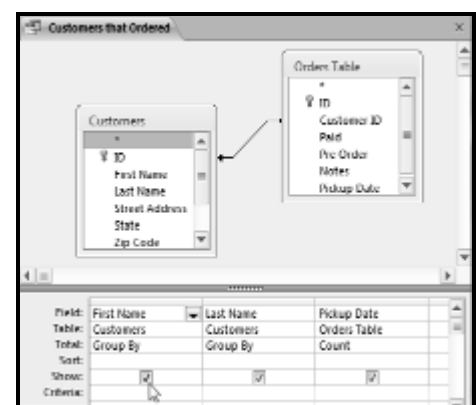 Customers that Ordered
Orders Table
*
ID
Customer ID
Paid
Pre Order
Notes
Pickup Date
Customers
*
ID
First Name
Last Name
Street Address
State
Zip Code
Field: First Name Last Name Pickup Date
Table: Customers Customers Orders Table
Total: Group By Group By Count
Sort:
Show:
Criteria: